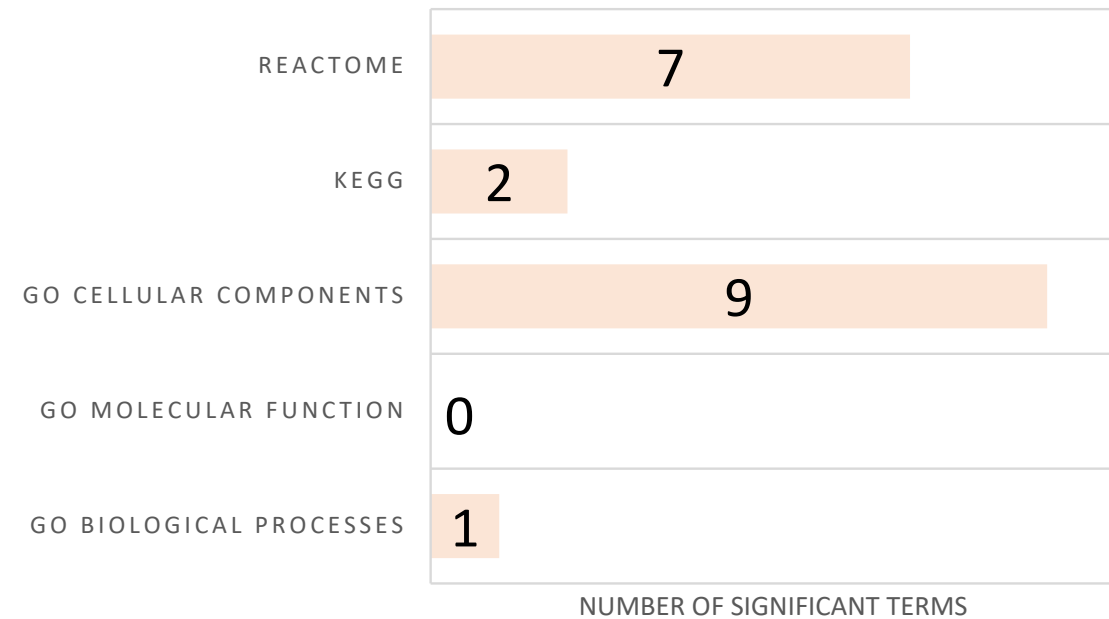 REACTOME
7
KEGG
2
GO CELLULAR COMPONENTS
9
GO MOLECULAR FUNCTION
0
GO BIOLOGICAL PROCESSES
1
NUMBER OF SIGNIFICANT TERMS